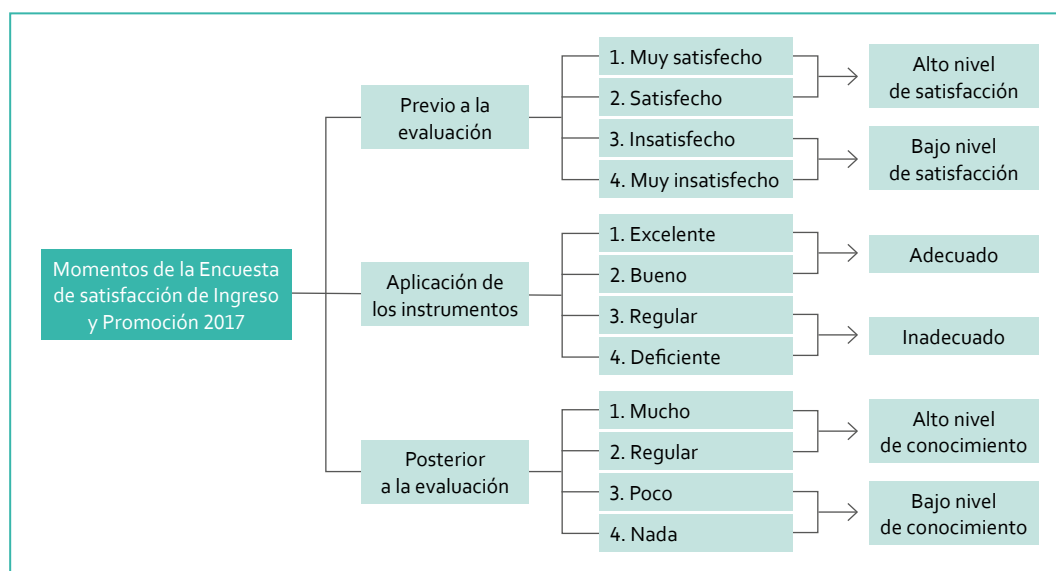 Momentos de la Encuesta
de satisfacción de Ingreso
y Promoción 2017
Previo a la
evaluación
1. Muy satisfecho
2. Satisfecho
3. Insatisfecho
4. Muy insatisfecho
Alto nivel
de satisfacción
Bajo nivel
de satisfacción
Aplicación de
los instrumentos
1. Excelente
2. Bueno
3. Regular
4. Deficiente
Adecuado
Inadecuado
Posterior
a la evaluación
1. Mucho
2. Regular
3. Poco
4. Nada
Alto nivel
de conocimiento
Bajo nivel
de conocimiento